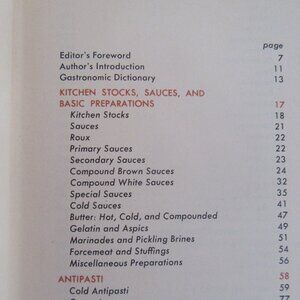 page
Editor's Foreword 7
Author's Introduction 11
Gastronomic Dictionary 13
KITCHEN STOCKS, SAUCES, AND
BASIC PREPARATIONS 17
Kitchen Stocks 18
Sauces 21
Roux 22
Primary Sauces 22
Secondary Sauces 23
Compound Brown Sauces 24
Compound White Sauces 32
Special Sauces 35
Cold Sauces 41
Butter: Hot, Cold, and Compounded 47
Gelatin and Aspics 49
Marinades and Pickling Brines 51
Forcemeat and Stuffings 54
Miscellaneous Preparations 56
ANTIPASTI 58
Cold Antipasti 59
77